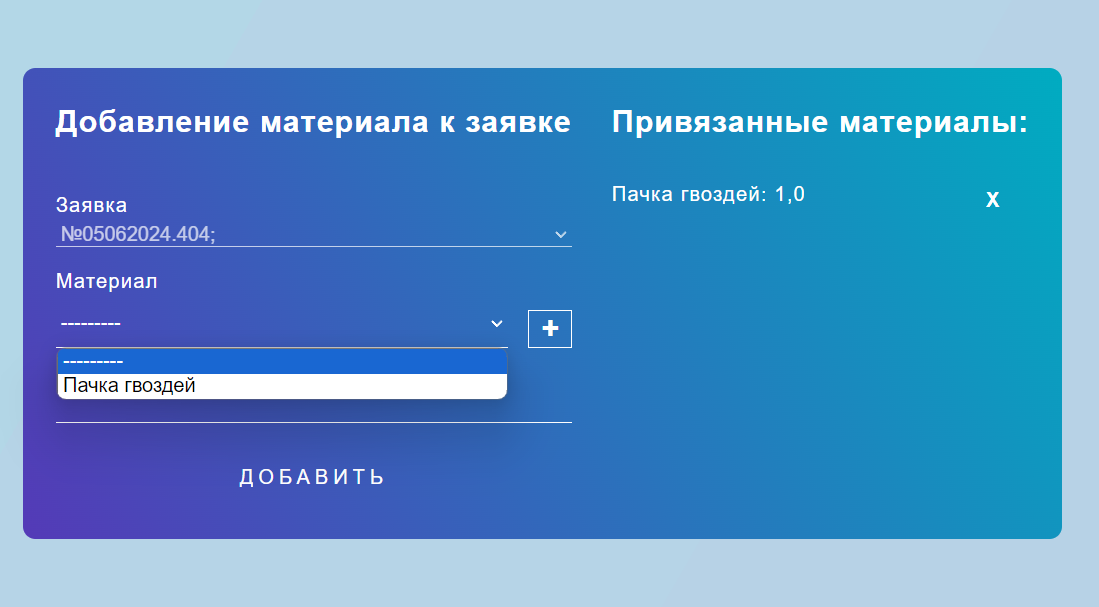 Добавление материала к заявке
Заявка
№05062024.404;
Материал
---------
---------
Пачка гвоздей
ДОБАВИТЬ
Привязанные материалы:
Пачка гвоздей: 1,0
X